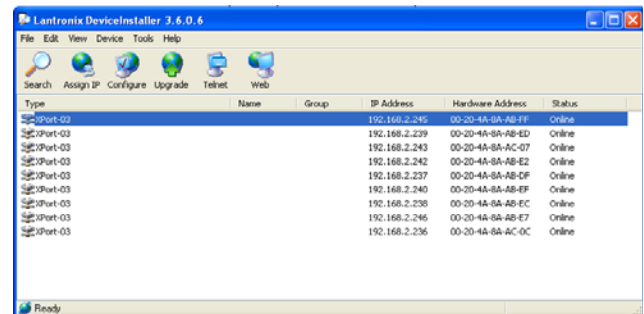 Lantronix DeviceInstaller 3.6.0.6
File Edit View Device Tools Help
Search Assign IP Configure Upgrade Telnet Web
Type Name Group IP Address Hardware Address Status
XPort-03 192.168.2.245 00-20-4A-8A-AB-FF Online
XPort-03 192.168.2.239 00-20-4A-8A-AB-ED Online
XPort-03 192.168.2.243 00-20-4A-8A-AC-07 Online
XPort-03 192.168.2.242 00-20-4A-8A-AB-E2 Online
XPort-03 192.168.2.237 00-20-4A-8A-AB-DF Online
XPort-03 192.168.2.240 00-20-4A-8A-AB-EF Online
XPort-03 192.168.2.238 00-20-4A-8A-AB-EC Online
XPort-03 192.168.2.246 00-20-4A-8A-AB-E7 Online
XPort-03 192.168.2.236 00-20-4A-8A-AC-0C Online
Ready